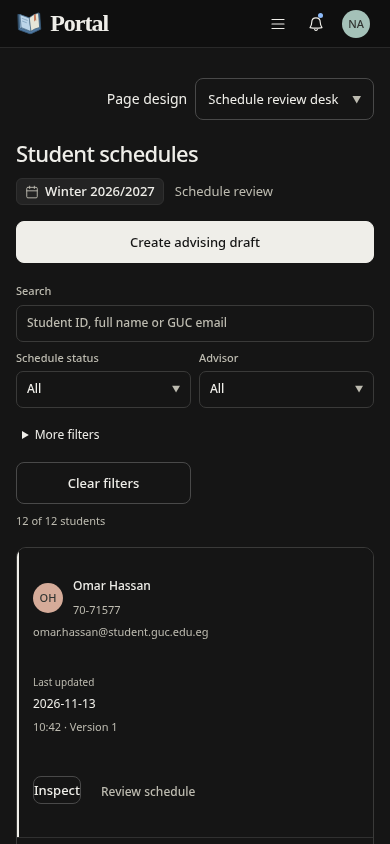 Portal
NA
Page design
Schedule review desk
Student schedules
Winter 2026/2027
Schedule review
Create advising draft
Search
Student ID, full name or GUC email
Schedule status
Advisor
All
All
More filters
Clear filters
12 of 12 students
OH
Omar Hassan
70-71577
omar.hassan@student.guc.edu.eg
Last updated
2026-11-13
10:42 · Version 1
Inspect
Review schedule